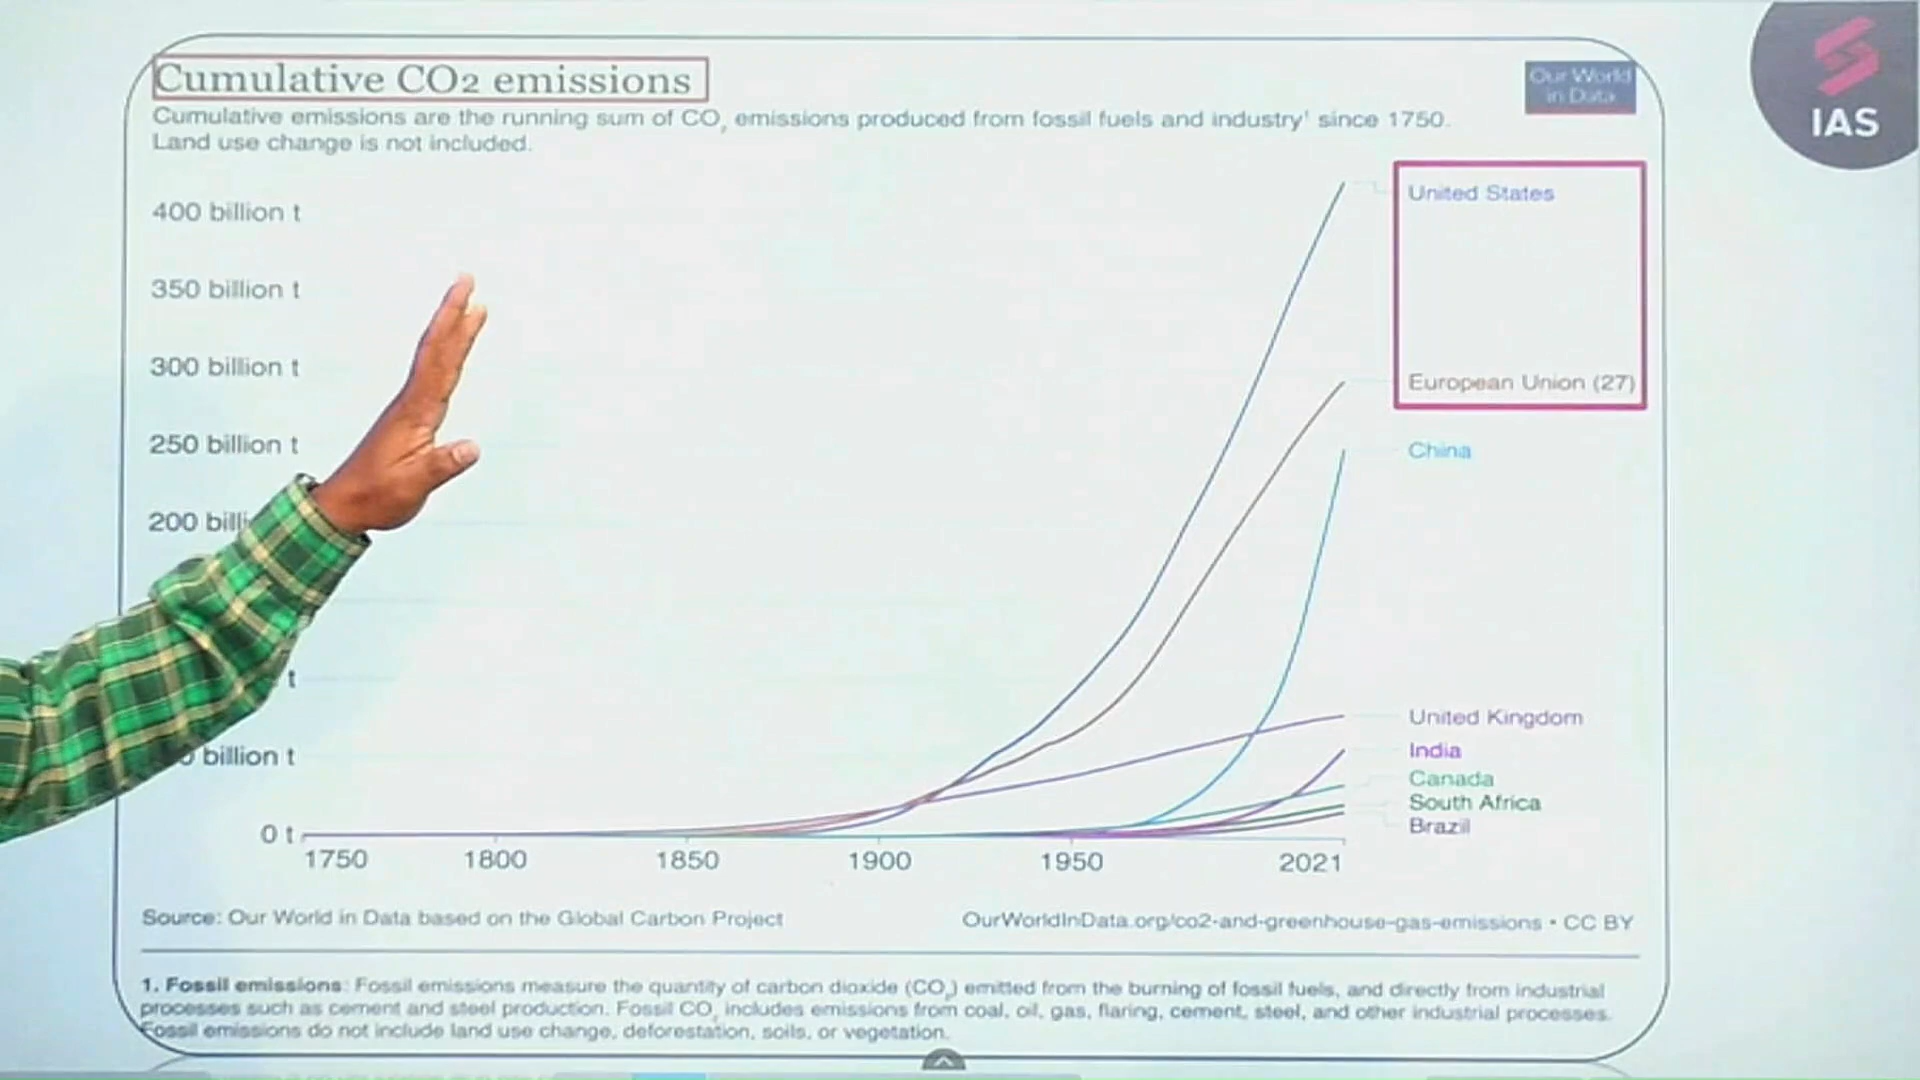 Cumulative CO2 emissions
Our World
in Data
IAS
Cumulative emissions are the running sum of CO₂ emissions produced from fossil fuels and industry¹ since 1750.
Land use change is not included.
400 billion t
350 billion t
300 billion t
250 billion t
200
t
billion t
0 t
United States
European Union (27)
China
United Kingdom
India
Canada
South Africa
Brazil
1750 1800 1850 1900 1950 2021
Source: Our World in Data based on the Global Carbon Project
OurWorldInData.org/co2-and-greenhouse-gas-emissions • CC BY
1. Fossil emissions: Fossil emissions measure the quantity of carbon dioxide (CO₂) emitted from the burning of fossil fuels, and directly from industrial
processes such as cement and steel production. Fossil CO₂ includes emissions from coal, oil, gas, flaring, cement, steel, and other industrial processes.
Fossil emissions do not include land use change, deforestation, soils, or vegetation.